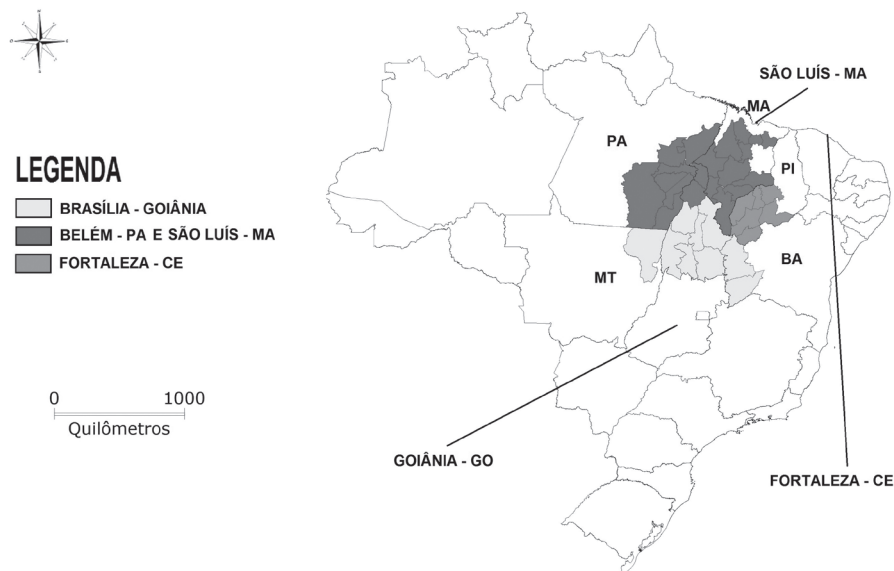 SÃO LUÍS - MA
MA
PA
PI
LEGENDA
BRASÍLIA - GOIÂNIA
BELÉM - PA E SÃO LUÍS - MA
FORTALEZA - CE
BA
MT
0 1000
Quilômetros
GOIÂNIA - GO
FORTALEZA - CE